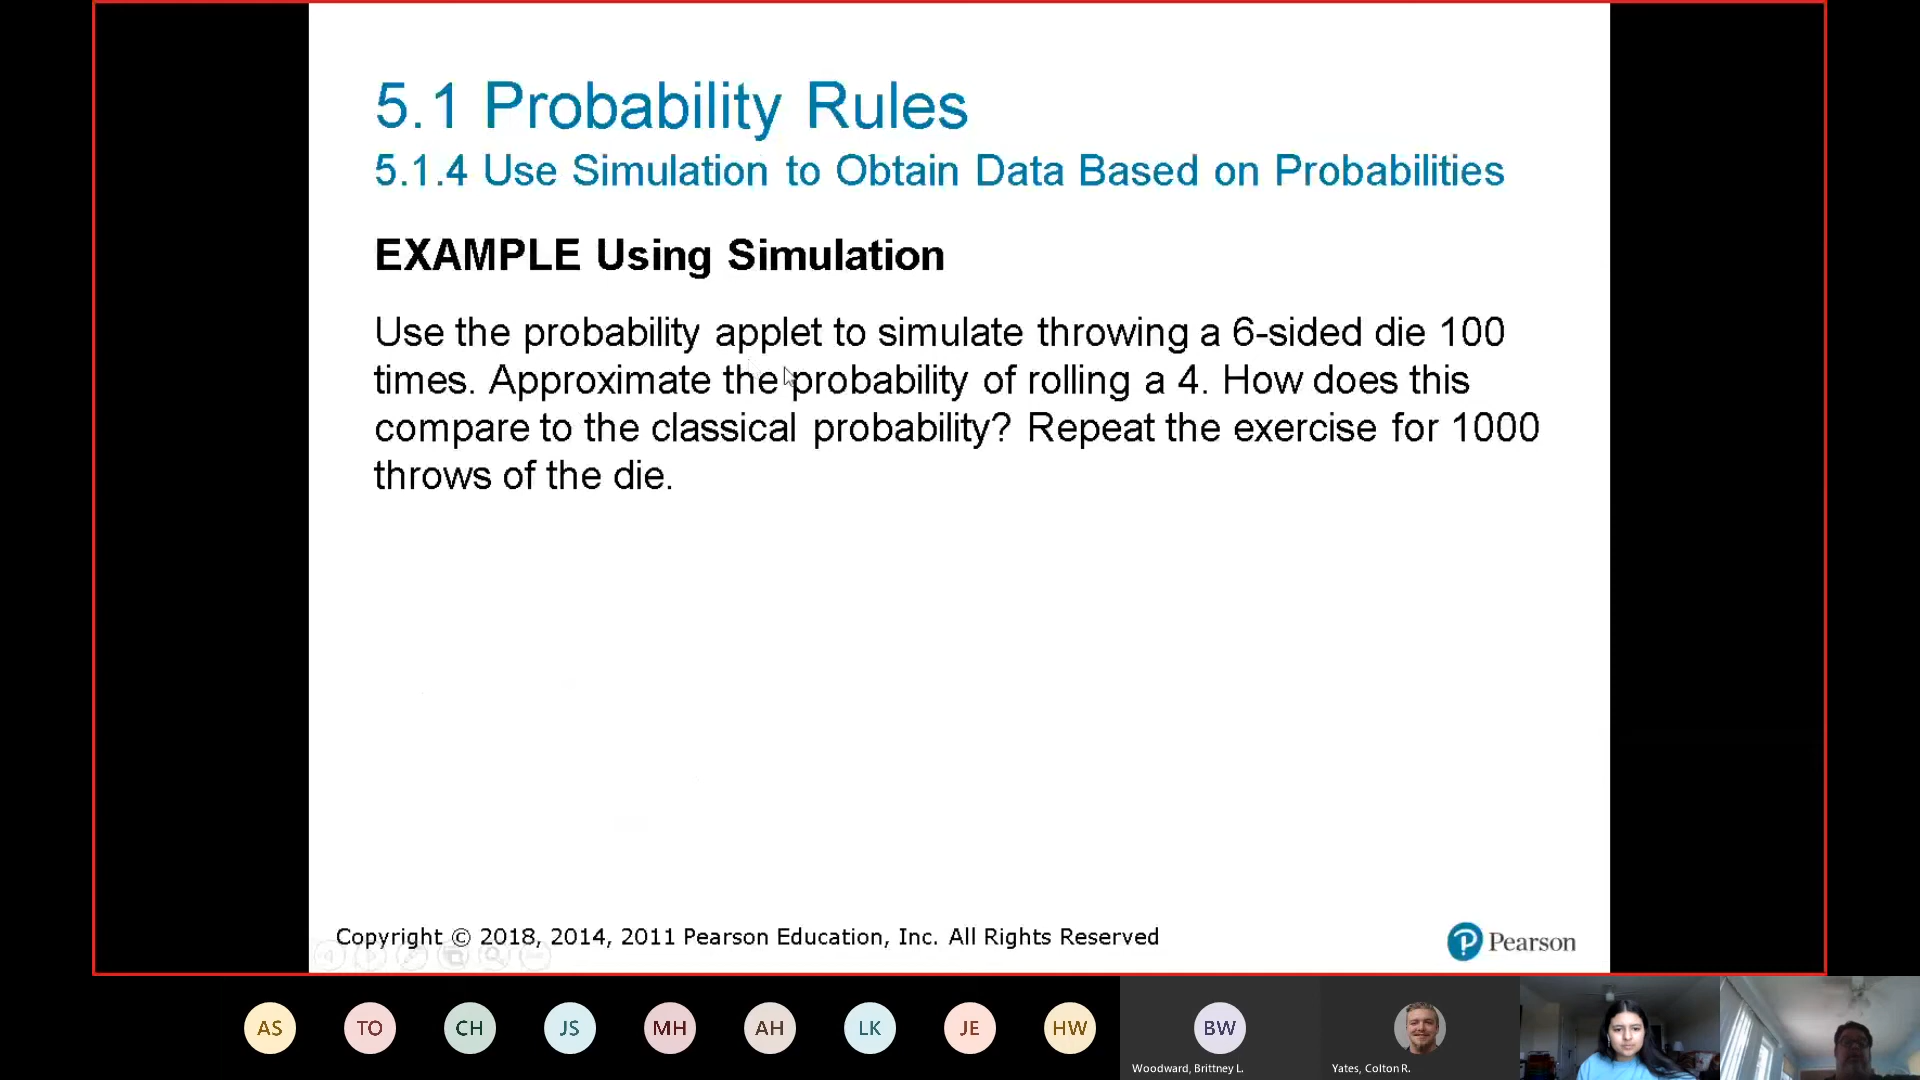 5.1 Probability Rules
5.1.4 Use Simulation to Obtain Data Based on Probabilities
EXAMPLE Using Simulation
Use the probability applet to simulate throwing a 6-sided die 100
times. Approximate the probability of rolling a 4. How does this
compare to the classical probability? Repeat the exercise for 1000
throws of the die.
Copyright © 2018, 2014, 2011 Pearson Education, Inc. All Rights Reserved
Pearson
AS TO CH JS MH AH LK JE HW BW
Woodward, Brittney L. Yates, Colton R.